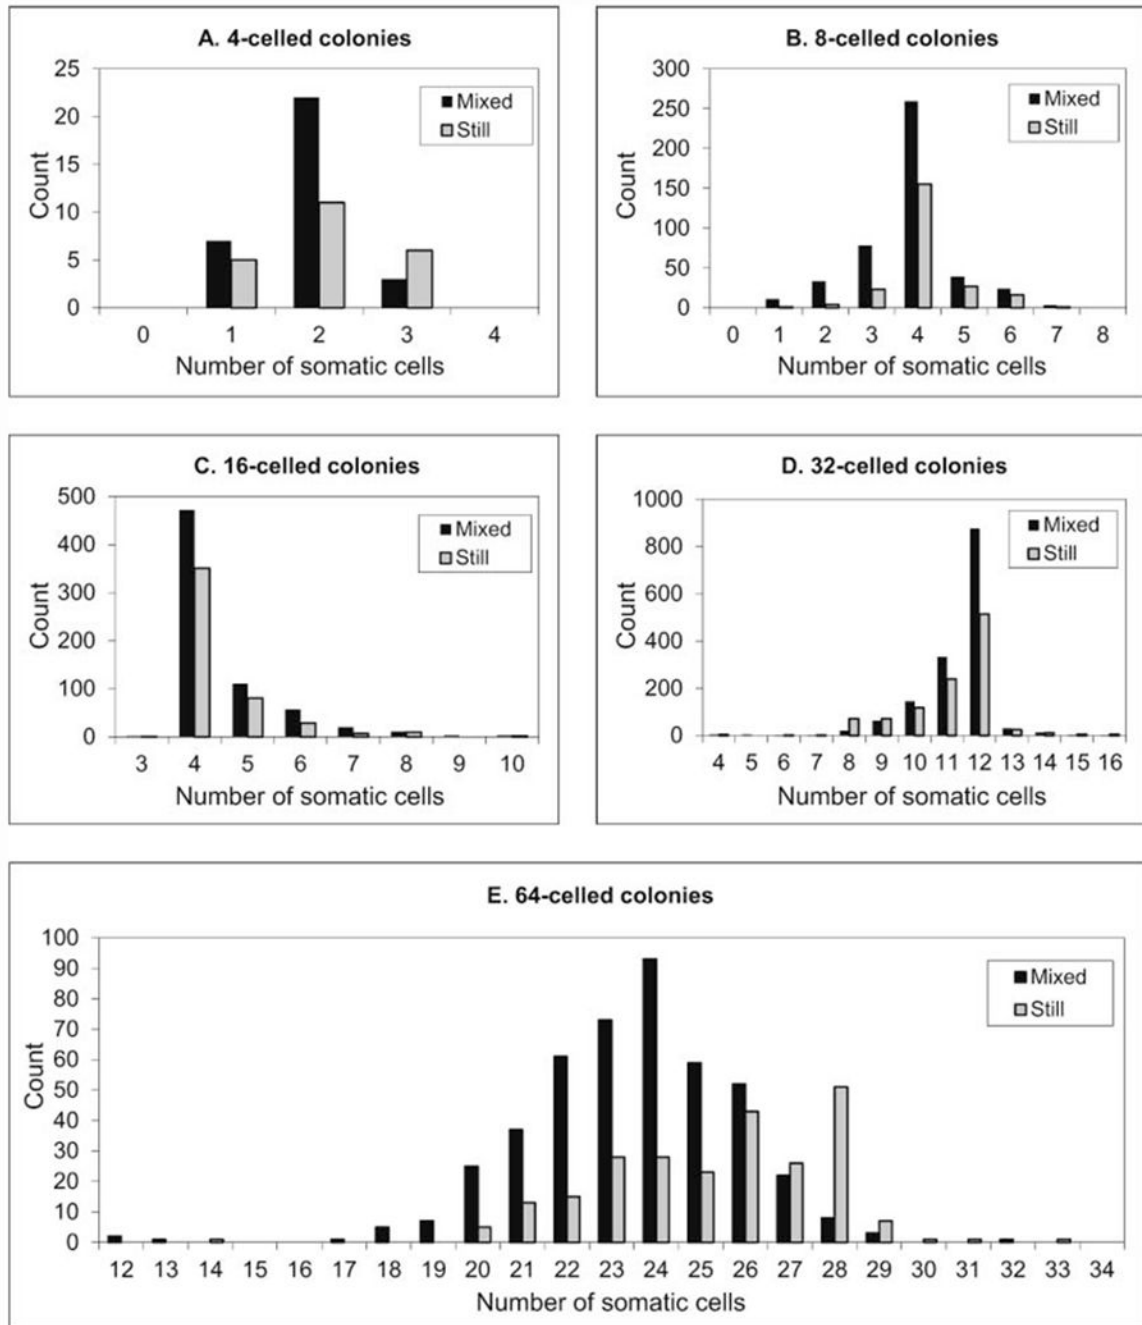 A. 4-celled colonies
25
20
15
10
5
0
Count
Mixed
Still
0 1 2 3 4
Number of somatic cells
B. 8-celled colonies
300
250
200
150
100
50
0
Count
Mixed
Still
0 1 2 3 4 5 6 7 8
Number of somatic cells
C. 16-celled colonies
500
400
300
200
100
0
Count
Mixed
Still
3 4 5 6 7 8 9 10
Number of somatic cells
D. 32-celled colonies
1000
800
600
400
200
0
Count
Mixed
Still
4 5 6 7 8 9 10 11 12 13 14 15 16
Number of somatic cells
E. 64-celled colonies
100
90
80
70
60
50
40
30
20
10
0
Count
Mixed
Still
12 13 14 15 16 17 18 19 20 21 22 23 24 25 26 27 28 29 30 31 32 33 34
Number of somatic cells